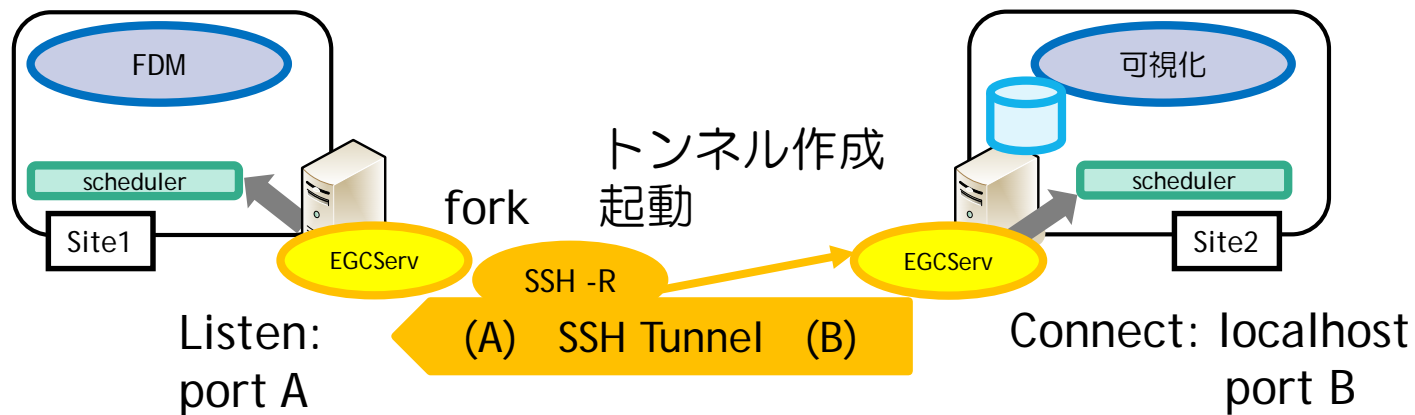 FDM
可視化
トンネル作成
起動
scheduler
scheduler
fork
Site1
Site2
EGCServ
EGCServ
SSH -R
Listen:
port A
(A) SSH Tunnel (B)
Connect: localhost
port B